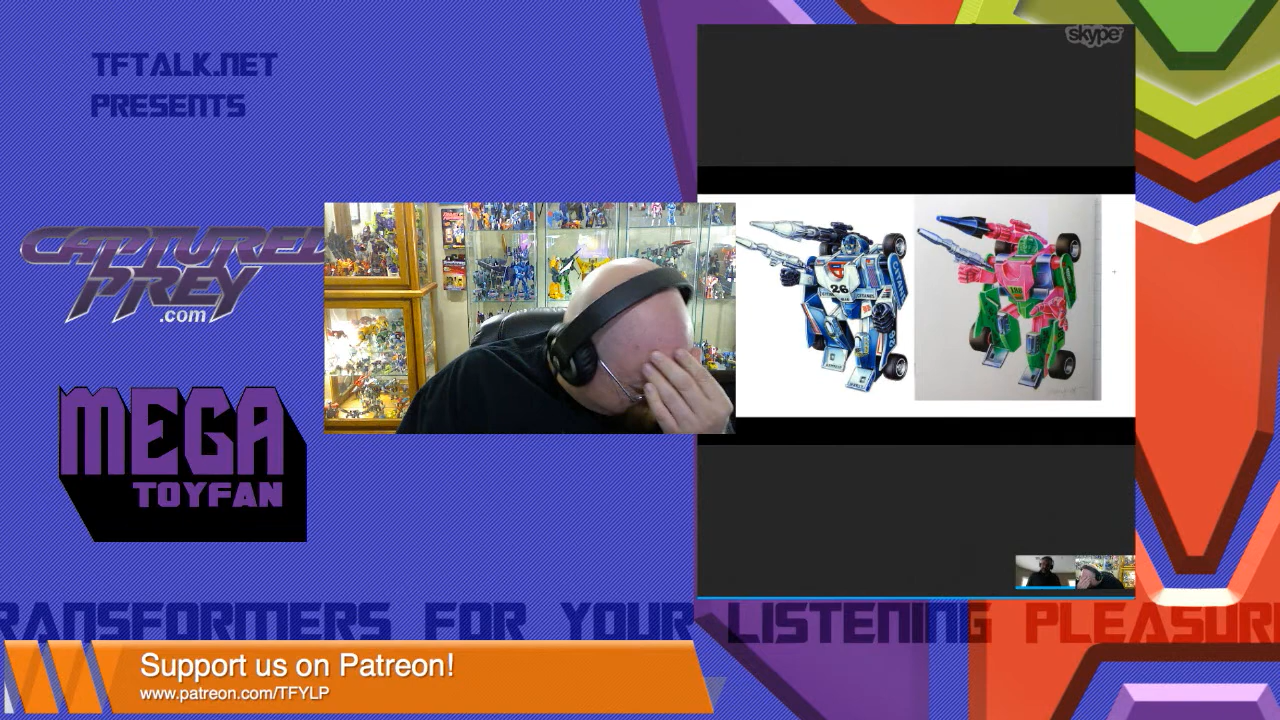 TFTALK.NET
PRESENTS
skype
CAPTURED
PREY
.com
26
MEGA
TOYFAN
RANSFORMERS FOR YOUR LISTENING PLEASUR
Support us on Patreon!
www.patreon.com/TFYLP